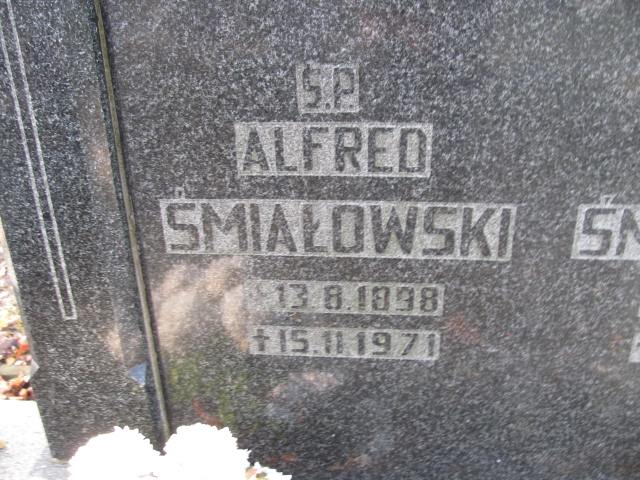 Ś.P.
ALFRED
ŚMIAŁOWSKI
13.8.1898
†15.11.1971